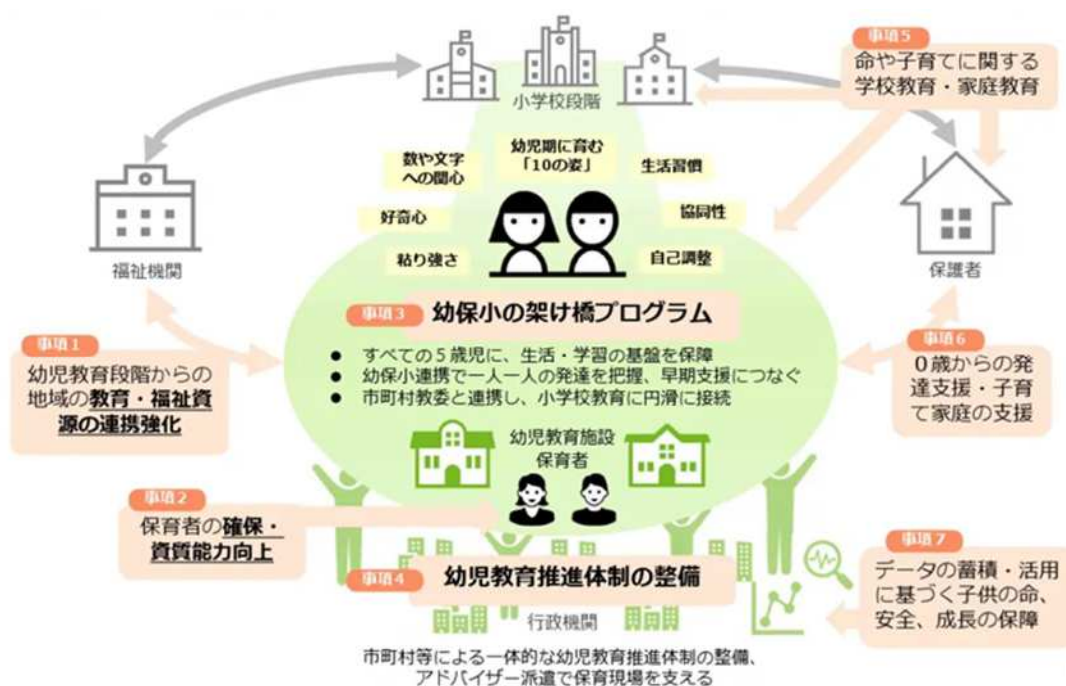 事項5
命や子育てに関する
学校教育・家庭教育
小学校段階
幼児期に育む
「10の姿」
数や文字
への関心
生活習慣
好奇心
協同性
粘り強さ
自己調整
福祉機関
保護者
事項3
幼保小の架け橋プログラム
● すべての5歳児に、生活・学習の基盤を保障
● 幼保小連携で一人一人の発達を把握、早期支援につなぐ
● 市町村教委と連携し、小学校教育に円滑に接続
事項1
幼児教育段階からの
地域の教育・福祉資
源の連携強化
事項6
0歳からの発
達支援・子育
て家庭の支援
幼児教育施設
保育者
事項2
保育者の確保・
資質能力向上
事項4
幼児教育推進体制の整備
行政機関
事項7
データの蓄積・活用
に基づく子供の命、
安全、成長の保障
市町村等による一体的な幼児教育推進体制の整備、
アドバイザー派遣で保育現場を支える